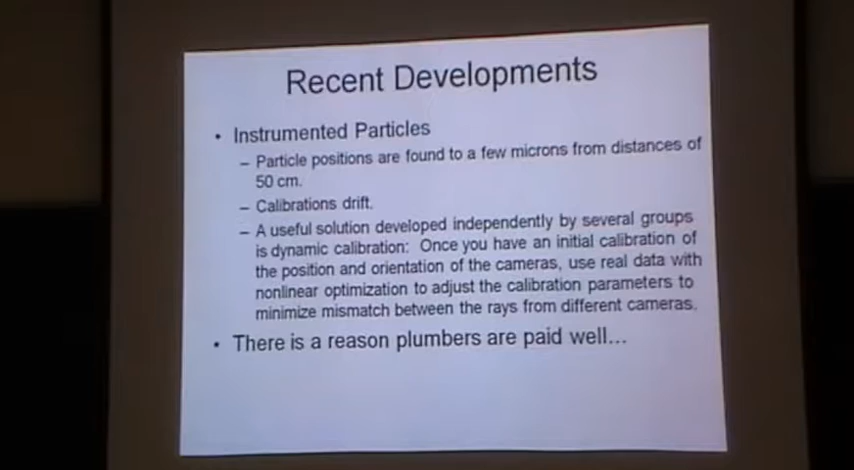 Recent Developments
• Instrumented Particles
– Particle positions are found to a few microns from distances of
50 cm.
– Calibrations drift.
– A useful solution developed independently by several groups
is dynamic calibration: Once you have an initial calibration of
the position and orientation of the cameras, use real data with
nonlinear optimization to adjust the calibration parameters to
minimize mismatch between the rays from different cameras.
• There is a reason plumbers are paid well...